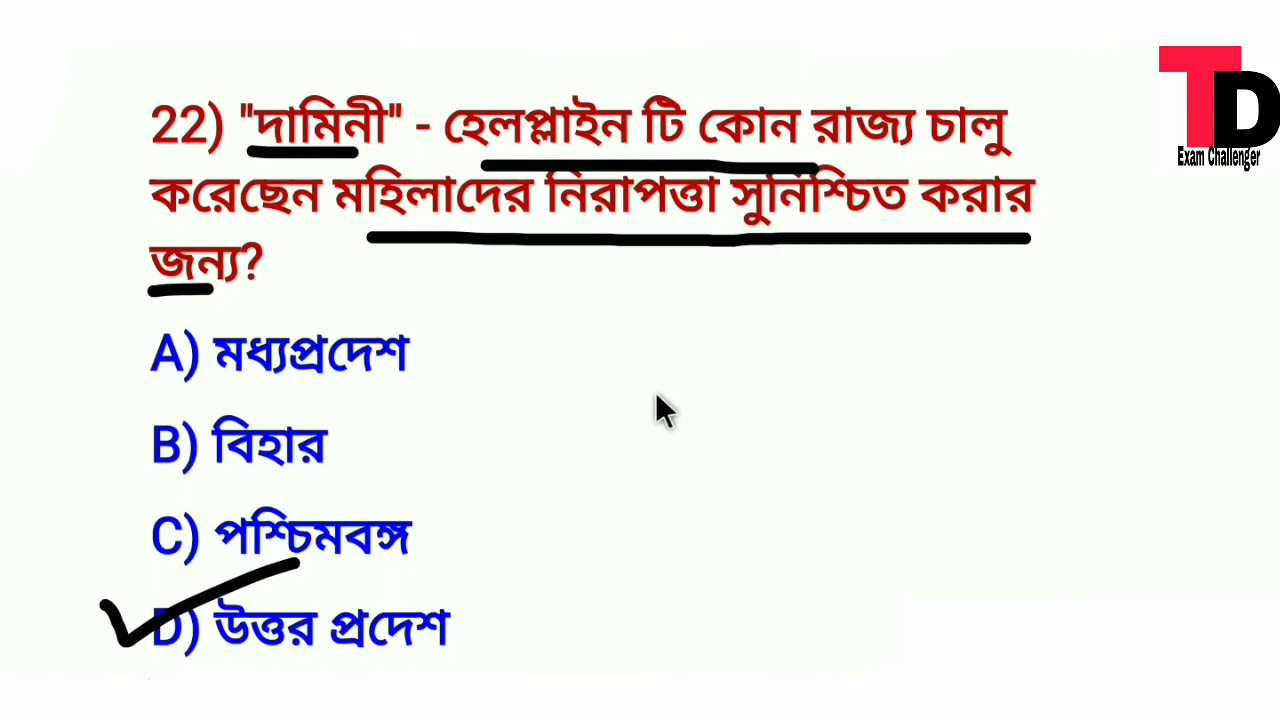 22) "দামিনী" - হেলপ্লাইন টি কোন রাজ্য চালু
করেছেন মহিলাদের নিরাপত্তা সুনিশ্চিত করার
জন্য?
A) মধ্যপ্রদেশ
B) বিহার
C) পশ্চিমবঙ্গ
D) উত্তর প্রদেশ
TD
Exam Challenger